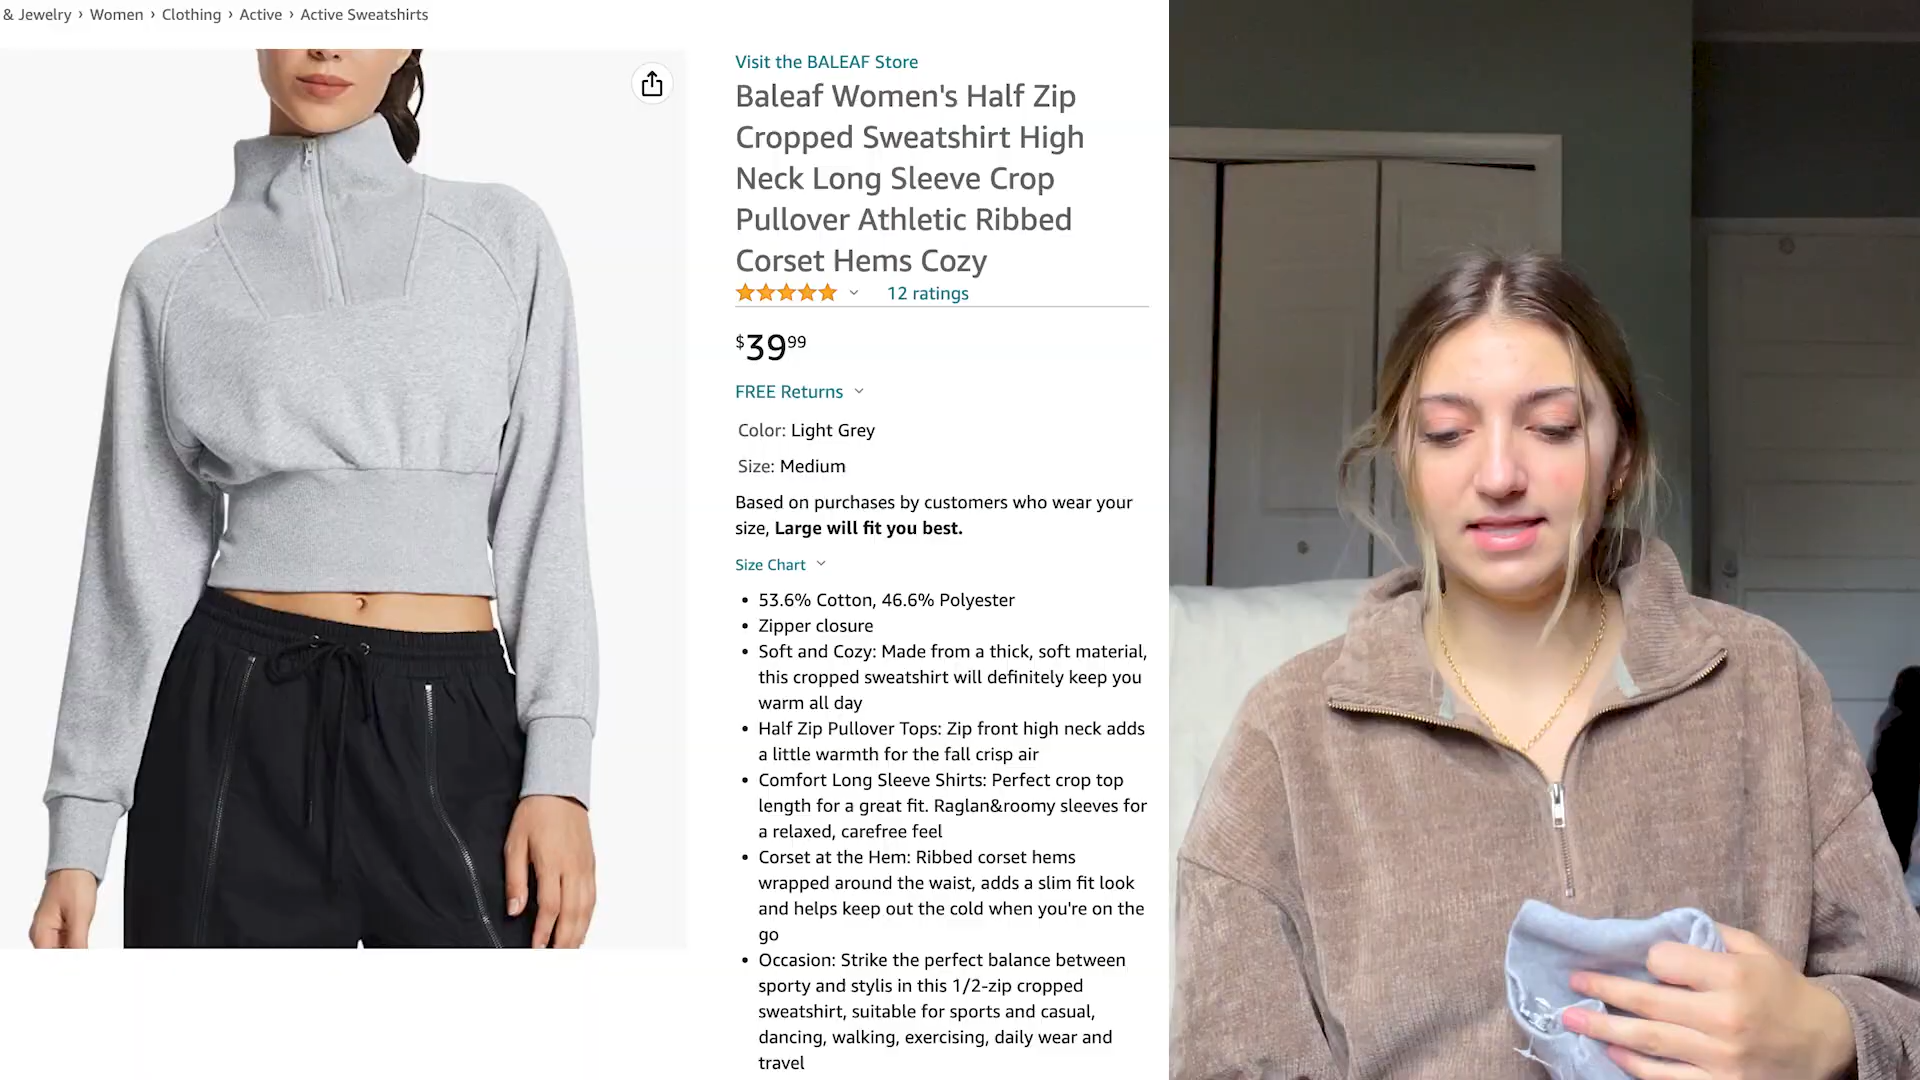 & Jewelry › Women › Clothing › Active › Active Sweatshirts
Visit the BALEAF Store
Baleaf Women's Half Zip
Cropped Sweatshirt High
Neck Long Sleeve Crop
Pullover Athletic Ribbed
Corset Hems Cozy
12 ratings
$39.99
FREE Returns
Color: Light Grey
Size: Medium
Based on purchases by customers who wear your
size, Large will fit you best.
Size Chart
• 53.6% Cotton, 46.6% Polyester
• Zipper closure
• Soft and Cozy: Made from a thick, soft material,
this cropped sweatshirt will definitely keep you
warm all day
• Half Zip Pullover Tops: Zip front high neck adds
a little warmth for the fall crisp air
• Comfort Long Sleeve Shirts: Perfect crop top
length for a great fit. Raglan&roomy sleeves for
a relaxed, carefree feel
• Corset at the Hem: Ribbed corset hems
wrapped around the waist, adds a slim fit look
and helps keep out the cold when you're on the
go
• Occasion: Strike the perfect balance between
sporty and stylis in this 1/2-zip cropped
sweatshirt, suitable for sports and casual,
dancing, walking, exercising, daily wear and
travel